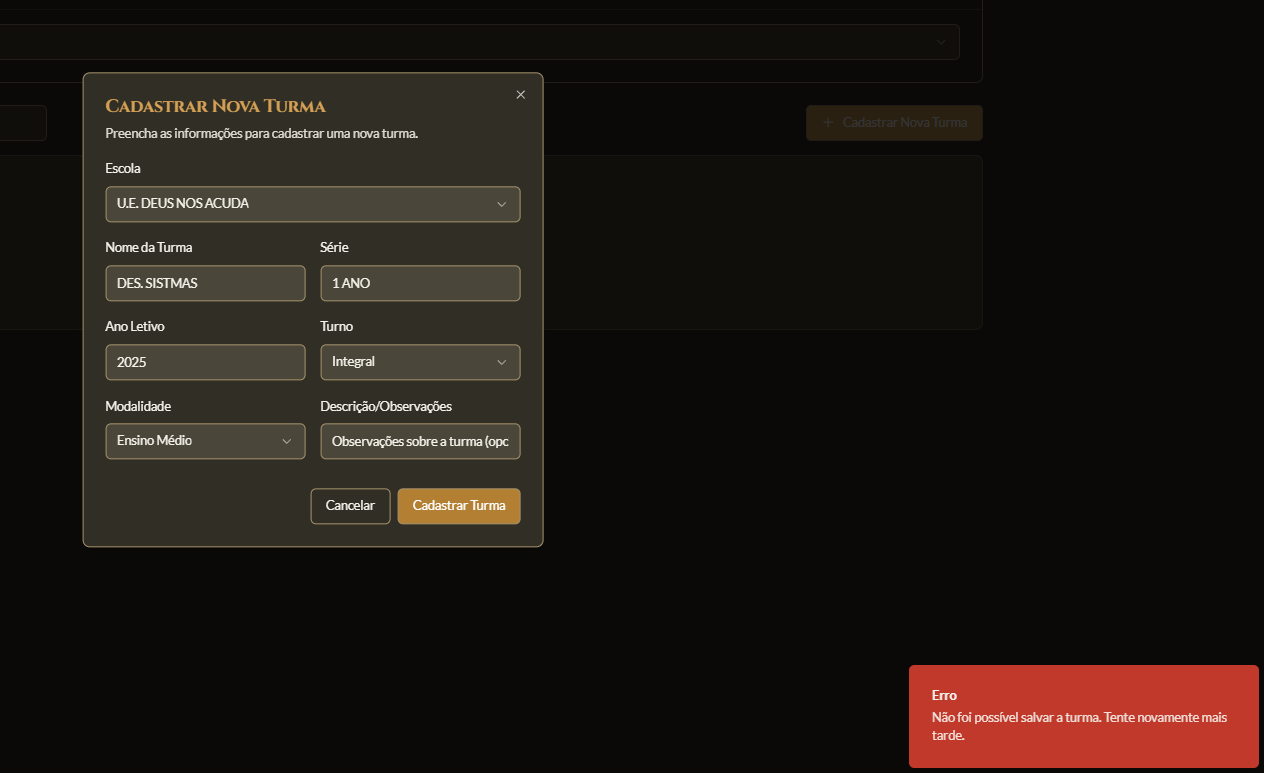 Cadastrar Nova Turma
Preencha as informações para cadastrar uma nova turma.
+ Cadastrar Nova Turma
Escola
U.E. DEUS NOS ACUDA
Nome da Turma
Série
DES. SISTMAS
1 ANO
Ano Letivo
Turno
2025
Integral
Modalidade
Descrição/Observações
Ensino Médio
Observações sobre a turma (opc
Cancelar
Cadastrar Turma
Erro
Não foi possível salvar a turma. Tente novamente mais
tarde.